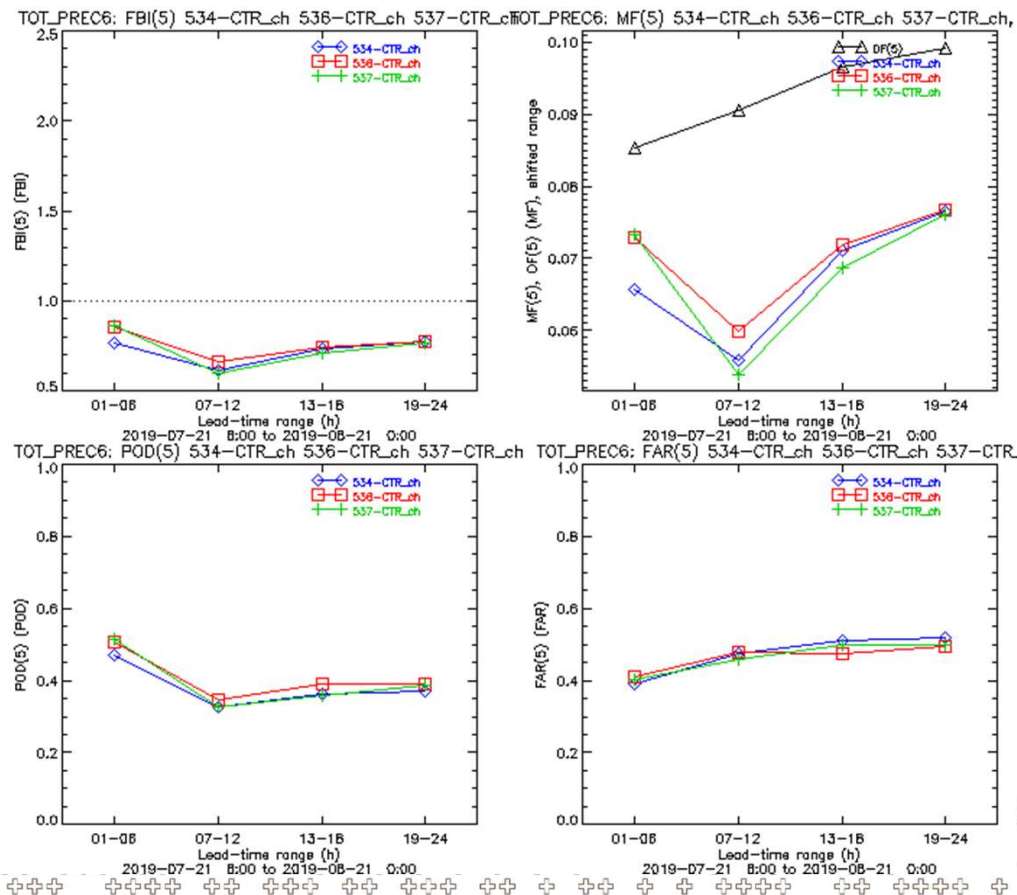 TOT_PREC6: FBI(5) 534-CTR_ch 536-CTR_ch 537-CTR_ch
2.5
2.0
1.5
1.0
0.5
FBI(5) (FBI)
534-CTR_ch
536-CTR_ch
537-CTR_ch
01-06 07-12 13-18 19-24
Lead-time range (h)
2019-07-21 6:00 to 2019-08-21 0:00
TOT_PREC6: MF(5) 534-CTR_ch 536-CTR_ch 537-CTR_ch,
0.10
0.09
0.08
0.07
0.06
MF(5), OF(5) (MF), shifted range
OF(5)
534-CTR_ch
536-CTR_ch
537-CTR_ch
01-06 07-12 13-18 19-24
Lead-time range (h)
2019-07-21 6:00 to 2019-08-21 0:00
TOT_PREC6: POD(5) 534-CTR_ch 536-CTR_ch 537-CTR_ch
1.0
0.8
0.6
0.4
0.2
0.0
POD(5) (POD)
534-CTR_ch
536-CTR_ch
537-CTR_ch
01-06 07-12 13-18 19-24
Lead-time range (h)
2019-07-21 6:00 to 2019-08-21 0:00
TOT_PREC6: FAR(5) 534-CTR_ch 536-CTR_ch 537-CTR_
1.0
0.8
0.6
0.4
0.2
0.0
FAR(5) (FAR)
534-CTR_ch
536-CTR_ch
537-CTR_ch
01-06 07-12 13-18 19-24
Lead-time range (h)
2019-07-21 6:00 to 2019-08-21 0:00